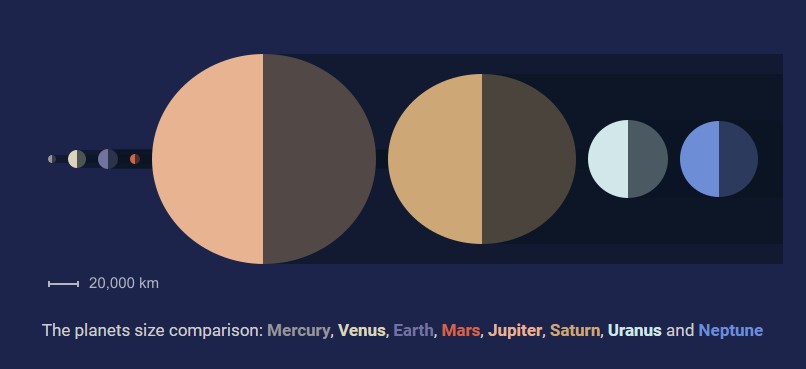 20,000 km
The planets size comparison: Mercury, Venus, Earth, Mars, Jupiter, Saturn, Uranus and Neptune